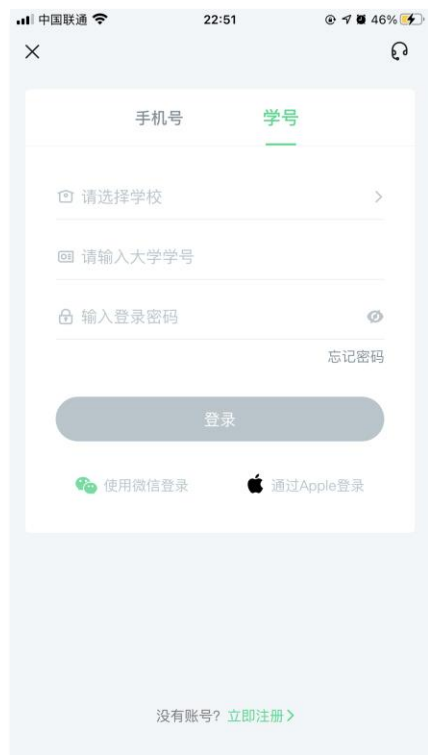 中国联通 22:51 46%
手机号 学号
请选择学校
请输入大学学号
输入登录密码
忘记密码
登录
使用微信登录 通过Apple登录
没有账号? 立即注册